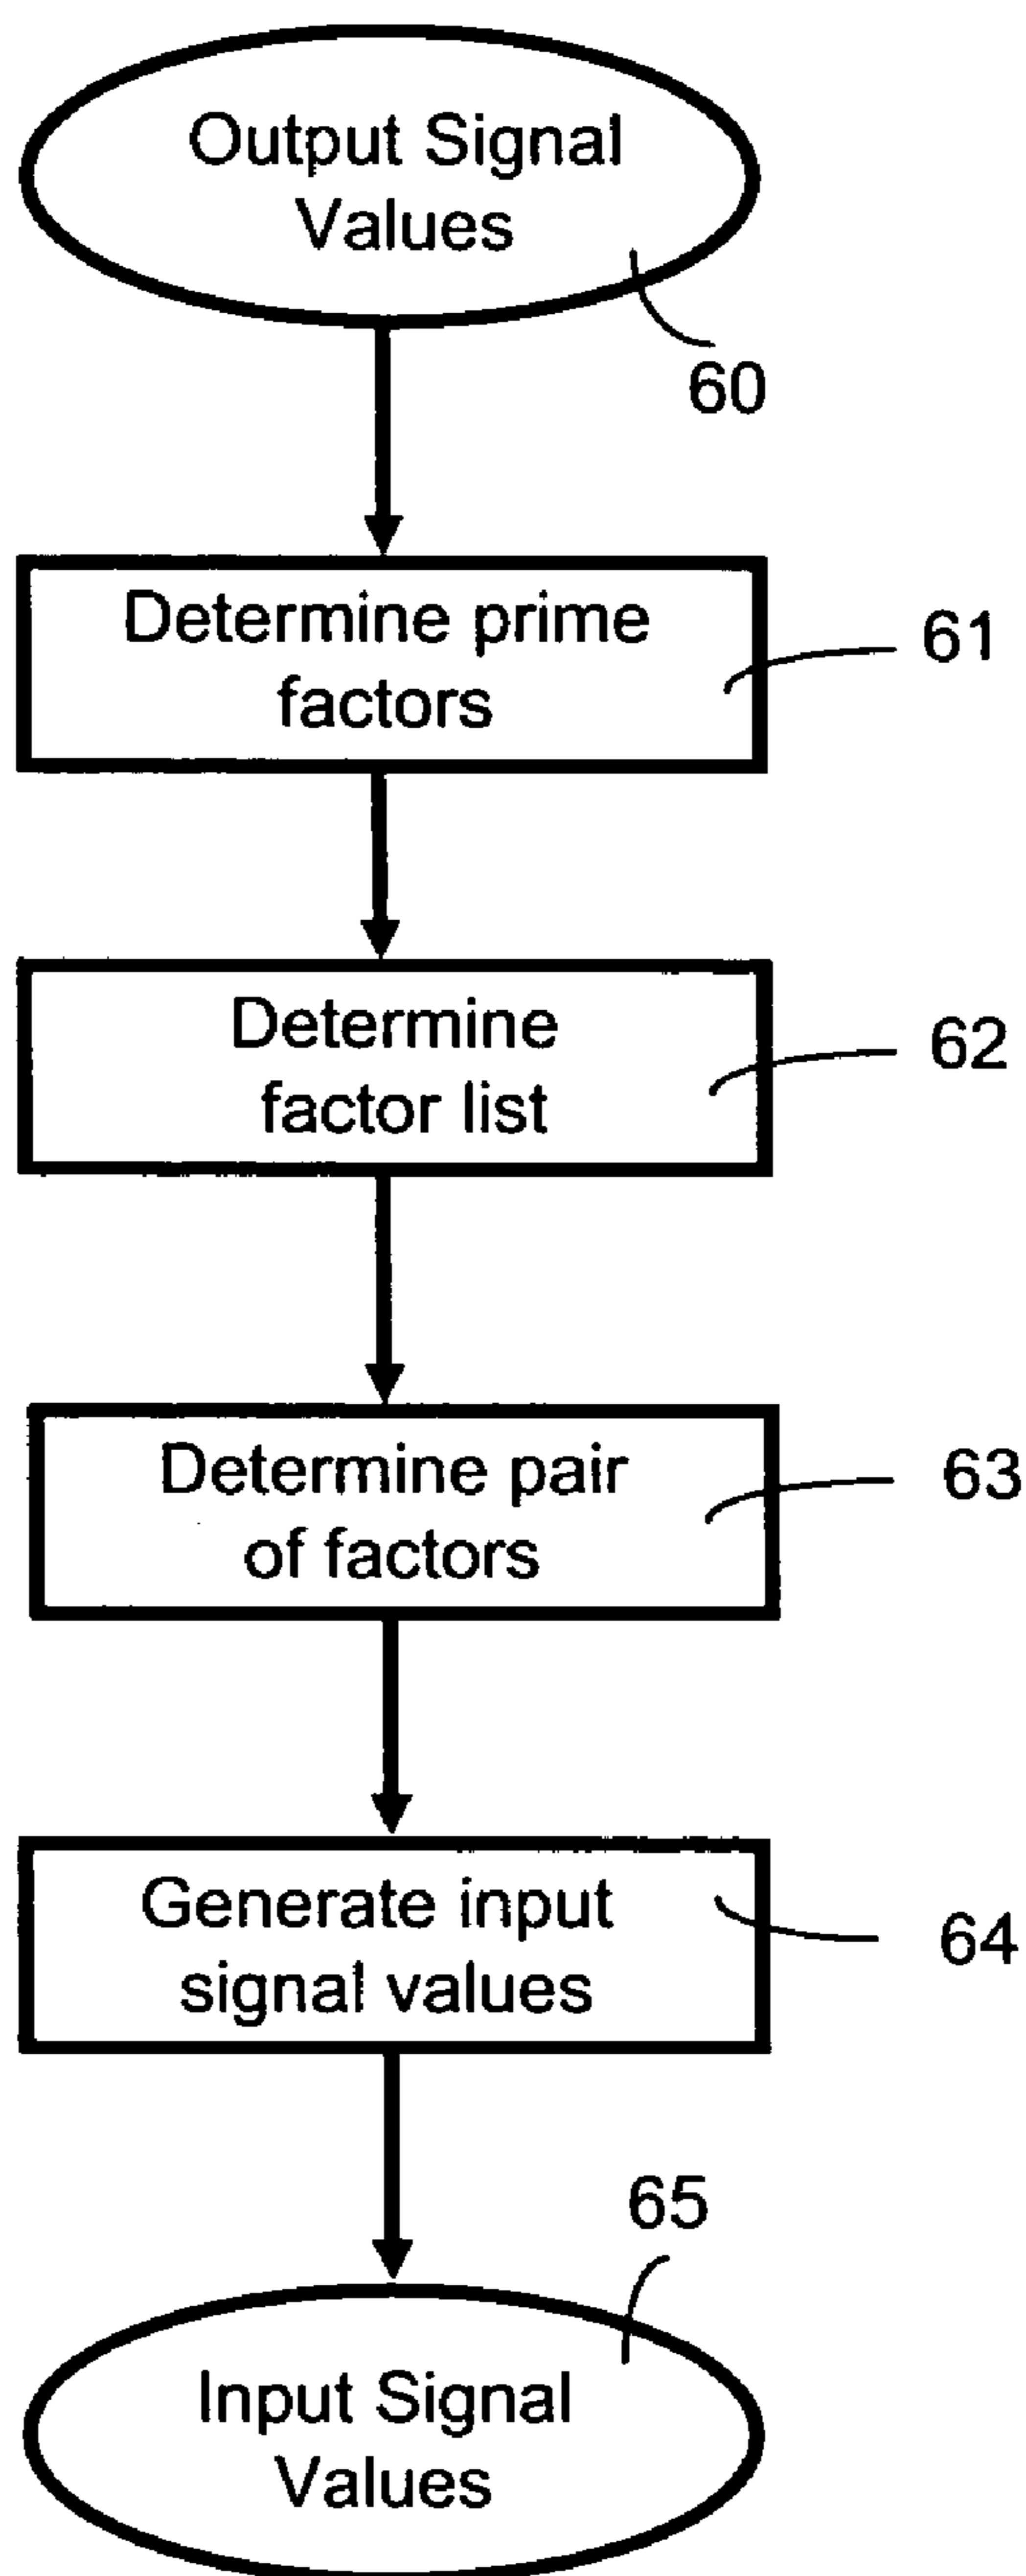 Output Signal
Values
60
Determine prime
factors
61
Determine
factor list
62
Determine pair
of factors
63
Generate input
signal values
64
65
Input Signal
Values